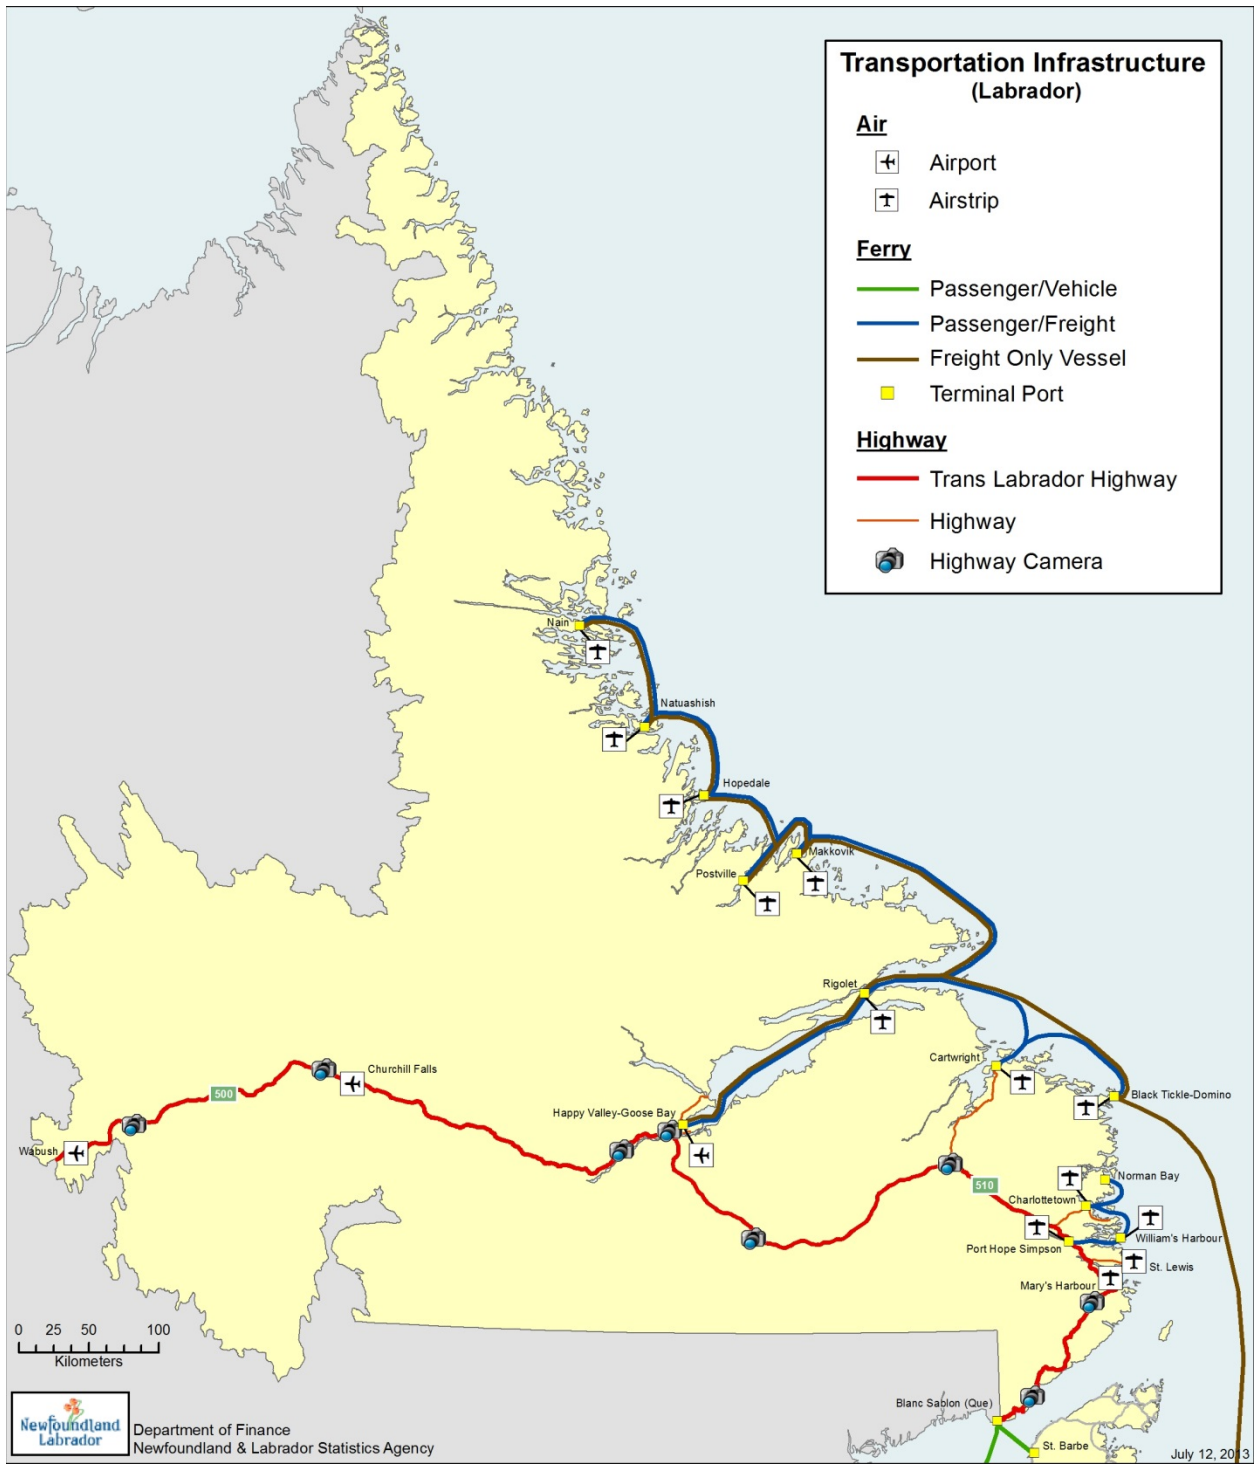 Transportation Infrastructure
(Labrador)
Air
Airport
Airstrip
Ferry
Passenger/Vehicle
Passenger/Freight
Freight Only Vessel
Terminal Port
Highway
Trans Labrador Highway
Highway
Highway Camera
Nain
Natuashish
Hopedale
Makkovik
Postville
Rigolet
Cartwright
Churchill Falls
500
Black Tickle-Domino
Happy Valley-Goose Bay
Wabush
Norman Bay
510
Charlottetown
William's Harbour
Port Hope Simpson
St. Lewis
Mary's Harbour
0 25 50 100
Kilometers
Blanc Sablon (Que)
Newfoundland
Labrador
Department of Finance
Newfoundland & Labrador Statistics Agency
St. Barbe
July 12, 2013